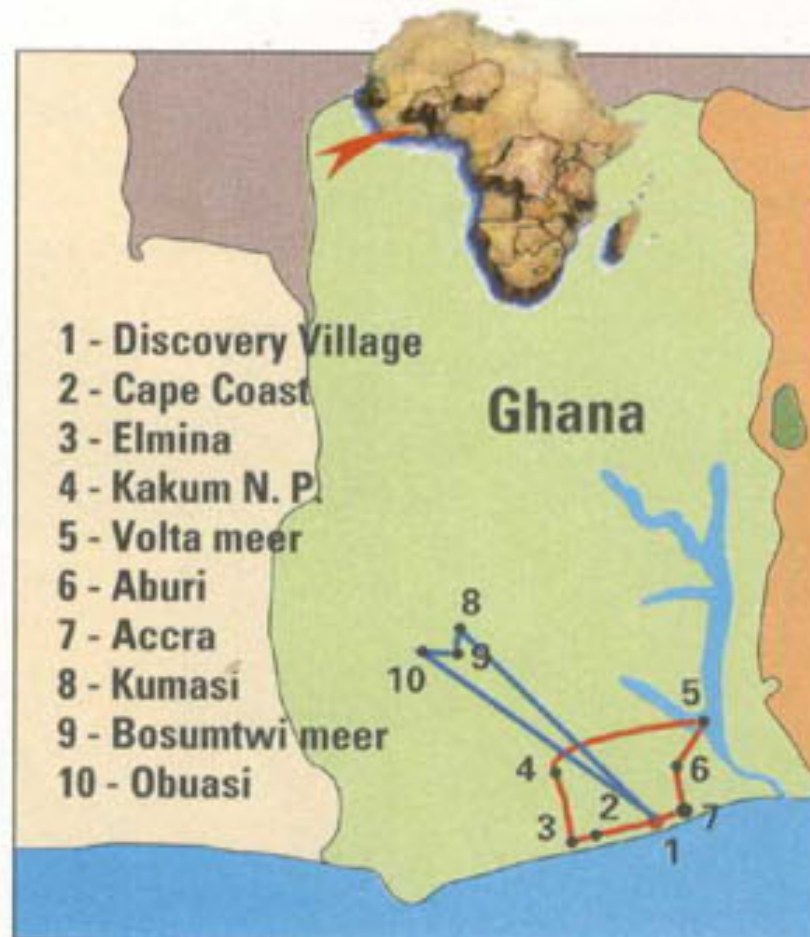 1 - Discovery Village
2 - Cape Coast
3 - Elmina
4 - Kakum N. P.
5 - Volta meer
6 - Aburi
7 - Accra
8 - Kumasi
9 - Bosumtwi meer
10 - Obuasi
Ghana
8
9
10
5
4
6
2
7
3
1